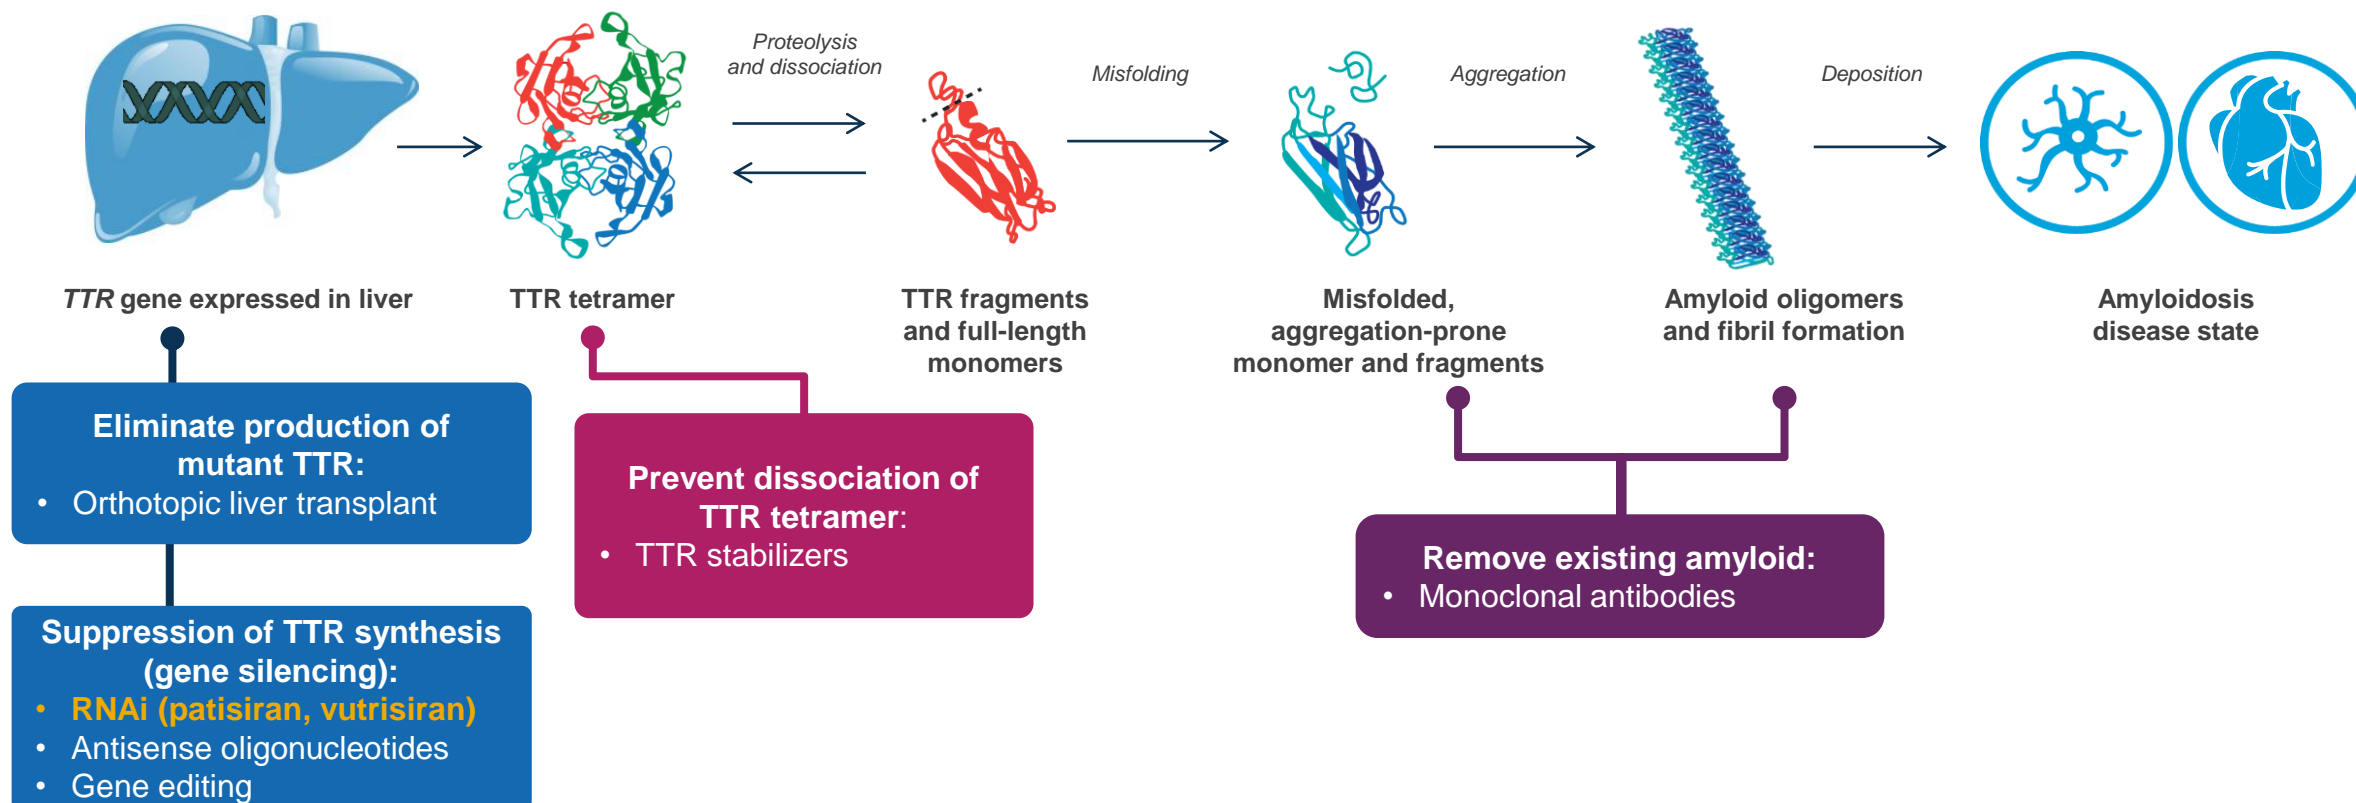 Proteolysis
and dissociation
Misfolding
Aggregation
Deposition
TTR gene expressed in liver
TTR tetramer
TTR fragments
and full-length
monomers
Misfolded,
aggregation-prone
monomer and fragments
Amyloid oligomers
and fibril formation
Amyloidosis
disease state
Eliminate production of
mutant TTR:
• Orthotopic liver transplant
Suppression of TTR synthesis
(gene silencing):
• RNAi (patisiran, vutrisiran)
• Antisense oligonucleotides
• Gene editing
Prevent dissociation of
TTR tetramer:
• TTR stabilizers
Remove existing amyloid:
• Monoclonal antibodies